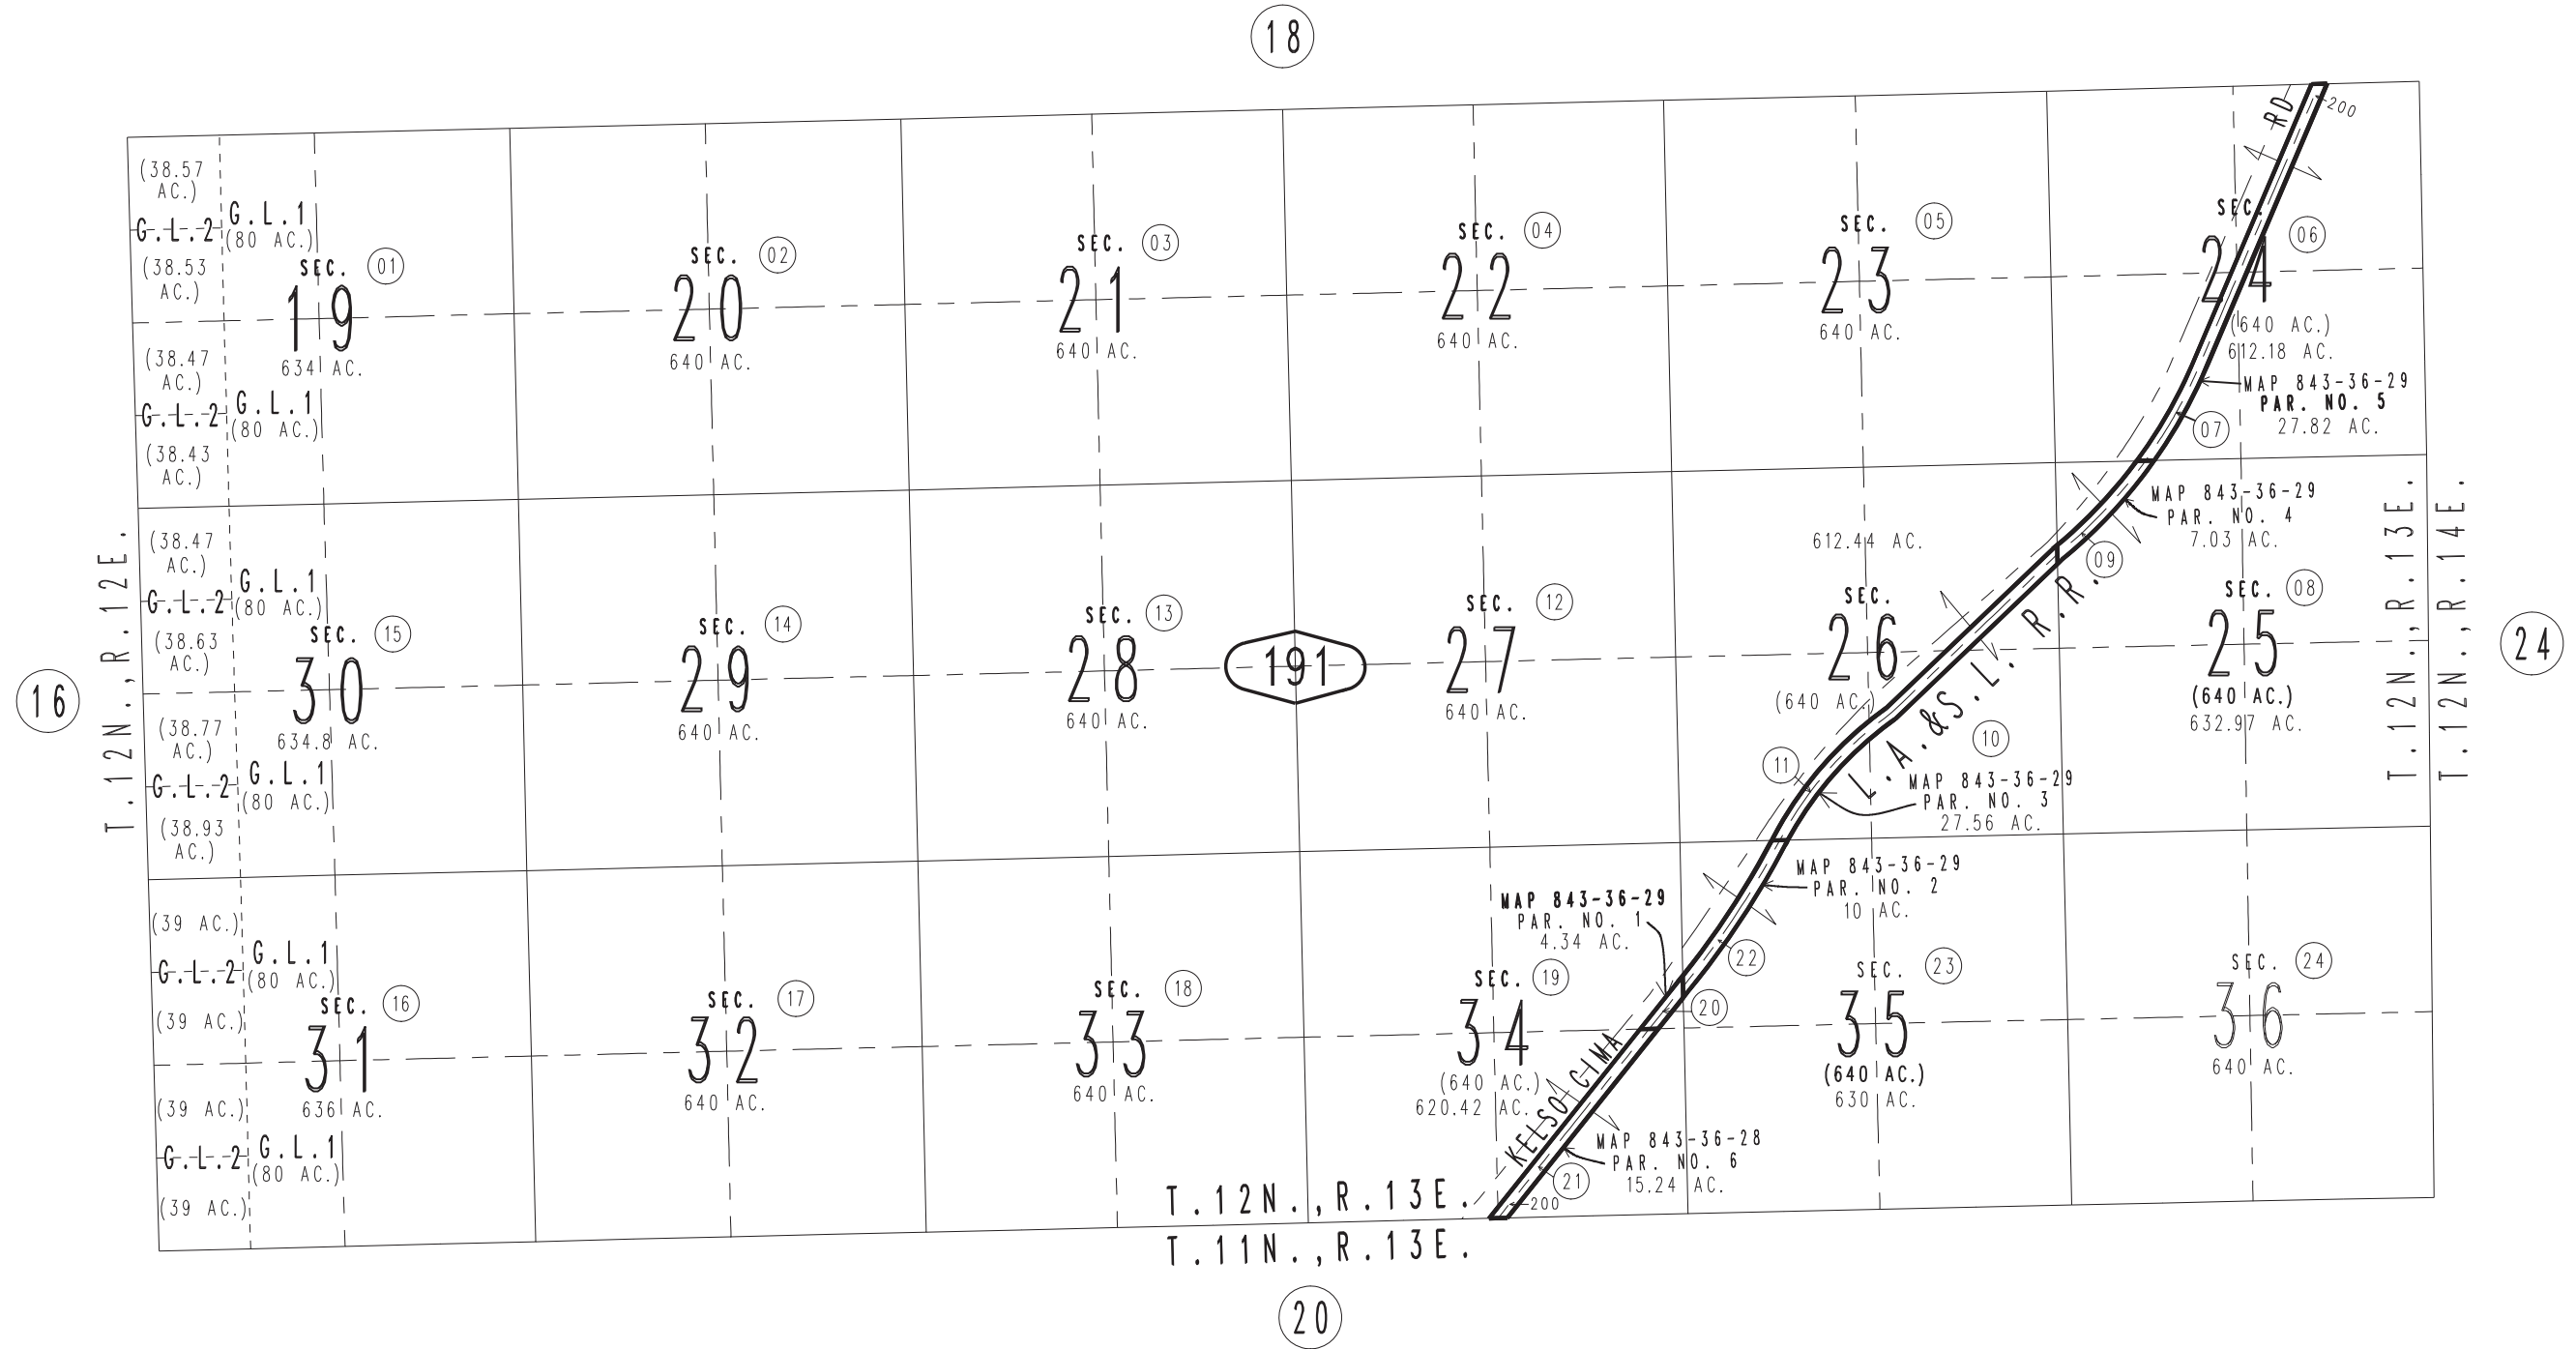 18
RD
200
(38.57
AC.)
G.L.2
G.L.1
(80 AC.)
(38.53
AC.)
SEC.
01
19
634 AC.
(38.47
AC.)
G.L.2
G.L.1
(80 AC.)
(38.43
AC.)
SEC.
02
20
640 AC.
SEC.
03
21
640 AC.
SEC.
04
22
640 AC.
SEC.
05
23
640 AC.
SEC.
06
24
(640 AC.)
612.18 AC.
MAP 843-36-29
PAR. NO. 5
27.82 AC.
07
T.12N.,R.12E.
16
(38.47
AC.)
G.L.2
G.L.1
(80 AC.)
(38.63
AC.)
SEC.
15
30
634.8 AC.
(38.77
AC.)
G.L.2
G.L.1
(80 AC.)
(38.93
AC.)
SEC.
14
29
640 AC.
SEC.
13
28
640 AC.
191
SEC.
12
27
640 AC.
612.44 AC.
SEC.
26
(640 AC.)
11
L.A.&S.L. R.R.
10
MAP 843-36-29
PAR. NO. 3
27.56 AC.
MAP 843-36-29
PAR. NO. 4
7.03 AC.
09
SEC.
08
25
(640 AC.)
632.97 AC.
T.12N.,R.13E.
T.12N.,R.14E.
24
(39 AC.)
G.L.2
G.L.1
(80 AC.)
(39 AC.)
SEC.
16
31
636 AC.
(39 AC.)
G.L.2
G.L.1
(80 AC.)
(39 AC.)
SEC.
17
32
640 AC.
SEC.
18
33
640 AC.
MAP 843-36-29
PAR. NO. 1
4.34 AC.
SEC.
19
34
(640 AC.)
620.42 AC.
KELSO CIMA
20
MAP 843-36-28
PAR. NO. 6
15.24 AC.
21
200
MAP 843-36-29
PAR. NO. 2
10 AC.
22
SEC.
23
35
(640 AC.)
630 AC.
SEC.
24
36
640 AC.
T.12N.,R.13E.
T.11N.,R.13E.
20